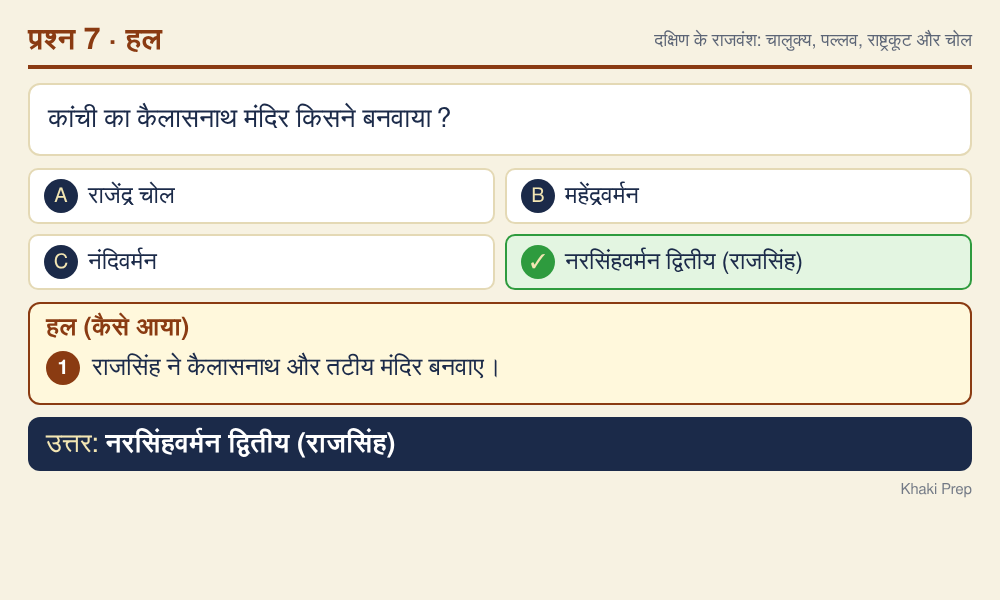 प्रश्न 7 · हल
दक्षिण के राजवंश: चालुक्य, पल्लव, राष्ट्रकूट और चोल
कांची का कैलासनाथ मंदिर किसने बनवाया ?
A राजेंद्र चोल
B महेंद्रवर्मन
C नंदिवर्मन
✓ नरसिंहवर्मन द्वितीय (राजसिंह)
हल (कैसे आया)
1 राजसिंह ने कैलासनाथ और तटीय मंदिर बनवाए।
उत्तर: नरसिंहवर्मन द्वितीय (राजसिंह)
Khaki Prep